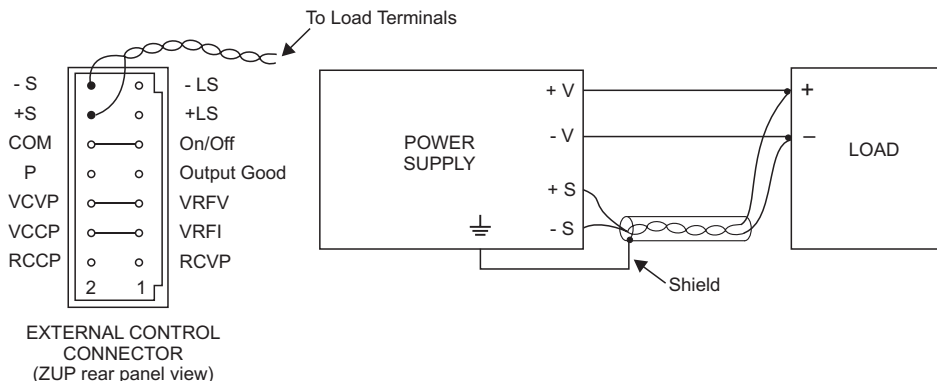 To Load Terminals
- S - LS
+S +LS
COM On/Off
P Output Good
VCVP VRFV
VCCP VRFI
RCCP RCVP
2 1
EXTERNAL CONTROL
CONNECTOR
(ZUP rear panel view)
POWER
SUPPLY
+ V
- V
+ S
- S
+
−
LOAD
Shield